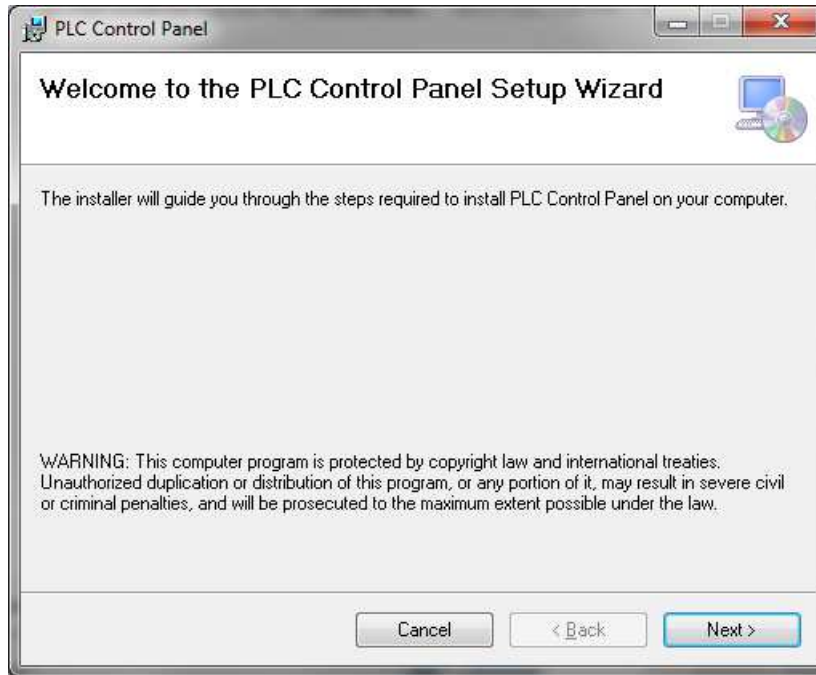 PLC Control Panel
Welcome to the PLC Control Panel Setup Wizard
The installer will guide you through the steps required to install PLC Control Panel on your computer.
WARNING: This computer program is protected by copyright law and international treaties.
Unauthorized duplication or distribution of this program, or any portion of it, may result in severe civil
or criminal penalties, and will be prosecuted to the maximum extent possible under the law.
Cancel
< Back
Next >